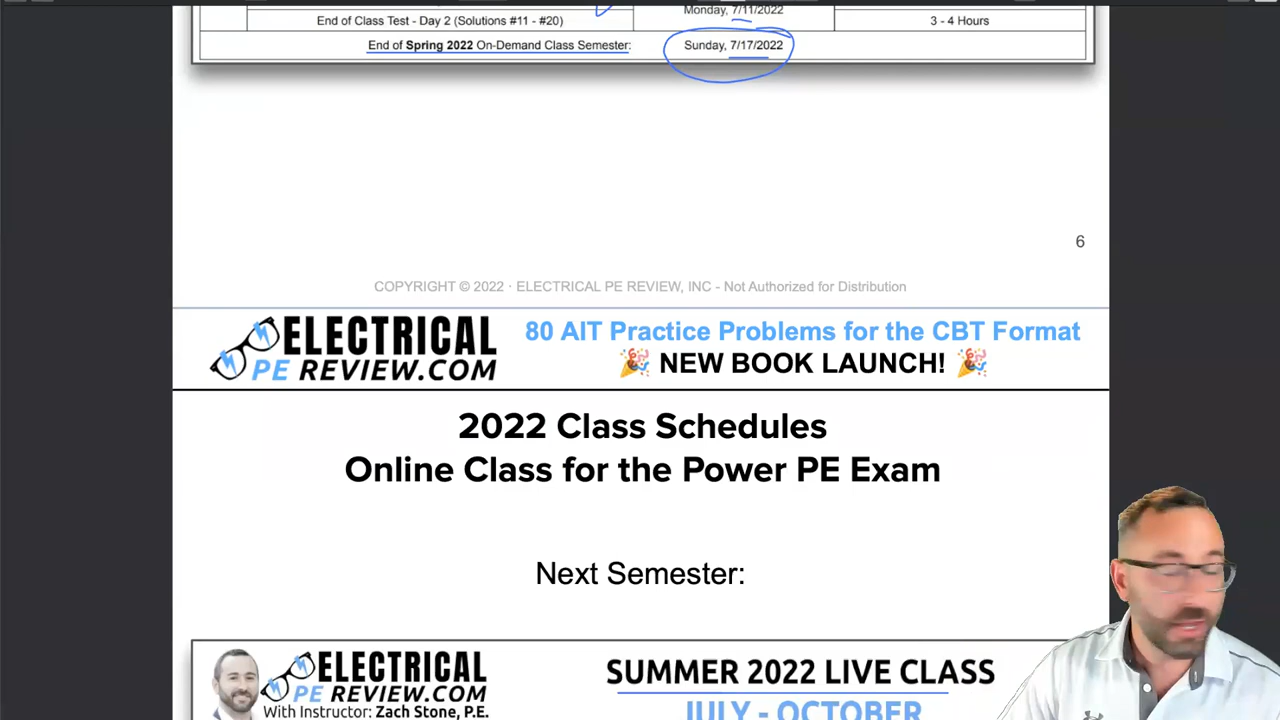 Monday, 7/11/2022
End of Class Test - Day 2 (Solutions #11 - #20)
3 - 4 Hours
End of Spring 2022 On-Demand Class Semester:
Sunday, 7/17/2022
6
COPYRIGHT © 2022 · ELECTRICAL PE REVIEW, INC - Not Authorized for Distribution
ELECTRICAL
PE REVIEW.COM
80 AIT Practice Problems for the CBT Format
🎉 NEW BOOK LAUNCH! 🎉
2022 Class Schedules
Online Class for the Power PE Exam
Next Semester:
ELECTRICAL
PE REVIEW.COM
With Instructor: Zach Stone, P.E.
SUMMER 2022 LIVE CLASS
JULY - OCTOBER